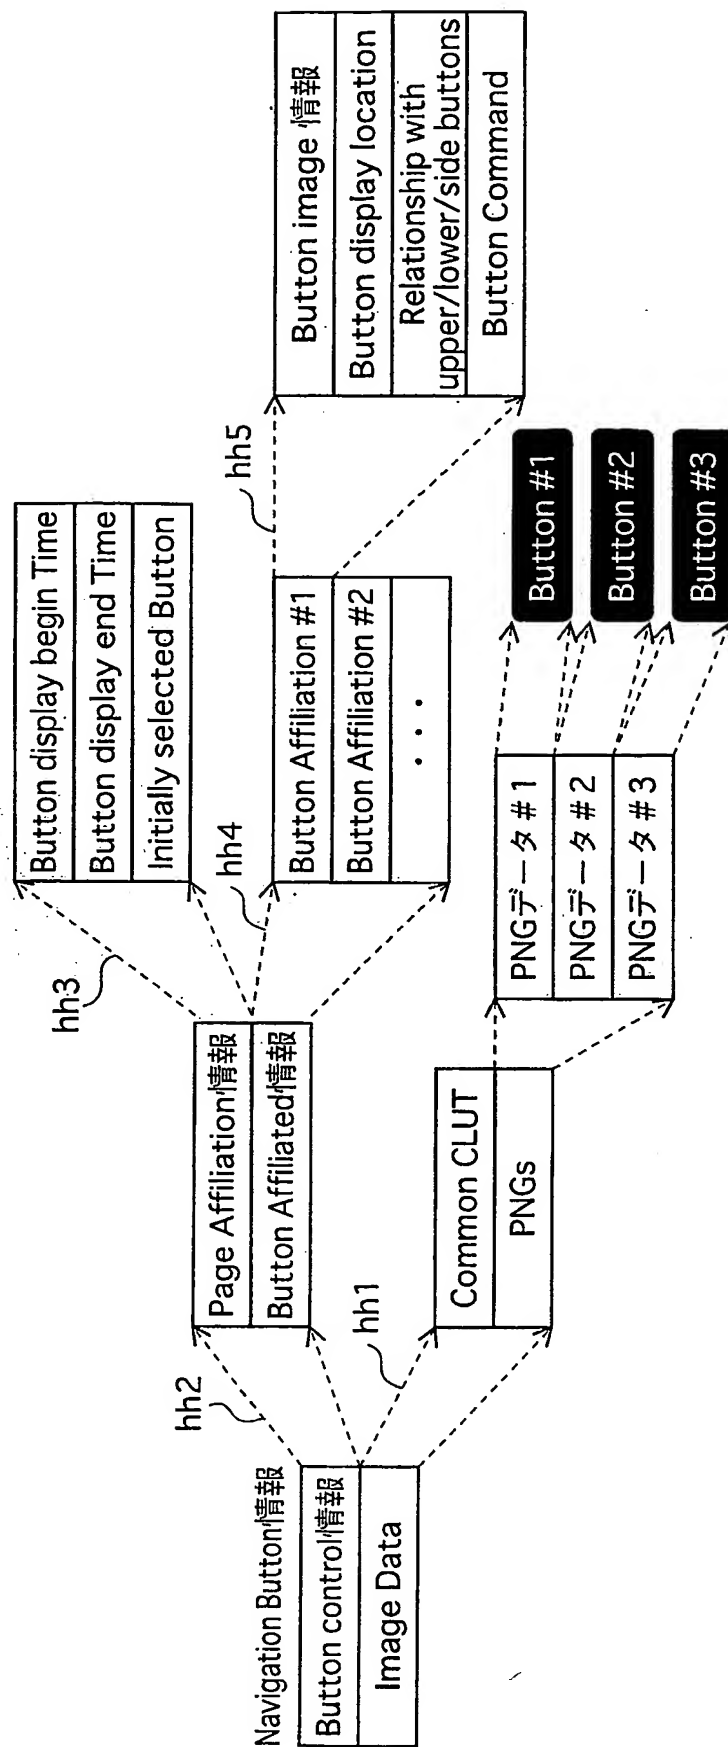 Navigation Button情報
Button control情報
Image Data
hh2
hh1
Page Affiliation情報
Button Affiliated情報
Common CLUT
PNGs
hh3
hh4
Button display begin Time
Button display end Time
Initially selected Button
Button Affiliation #1
Button Affiliation #2
. . .
PNGデータ#1
PNGデータ#2
PNGデータ#3
hh5
Button image 情報
Button display location
Relationship with
upper/lower/side buttons
Button Command
Button #1
Button #2
Button #3